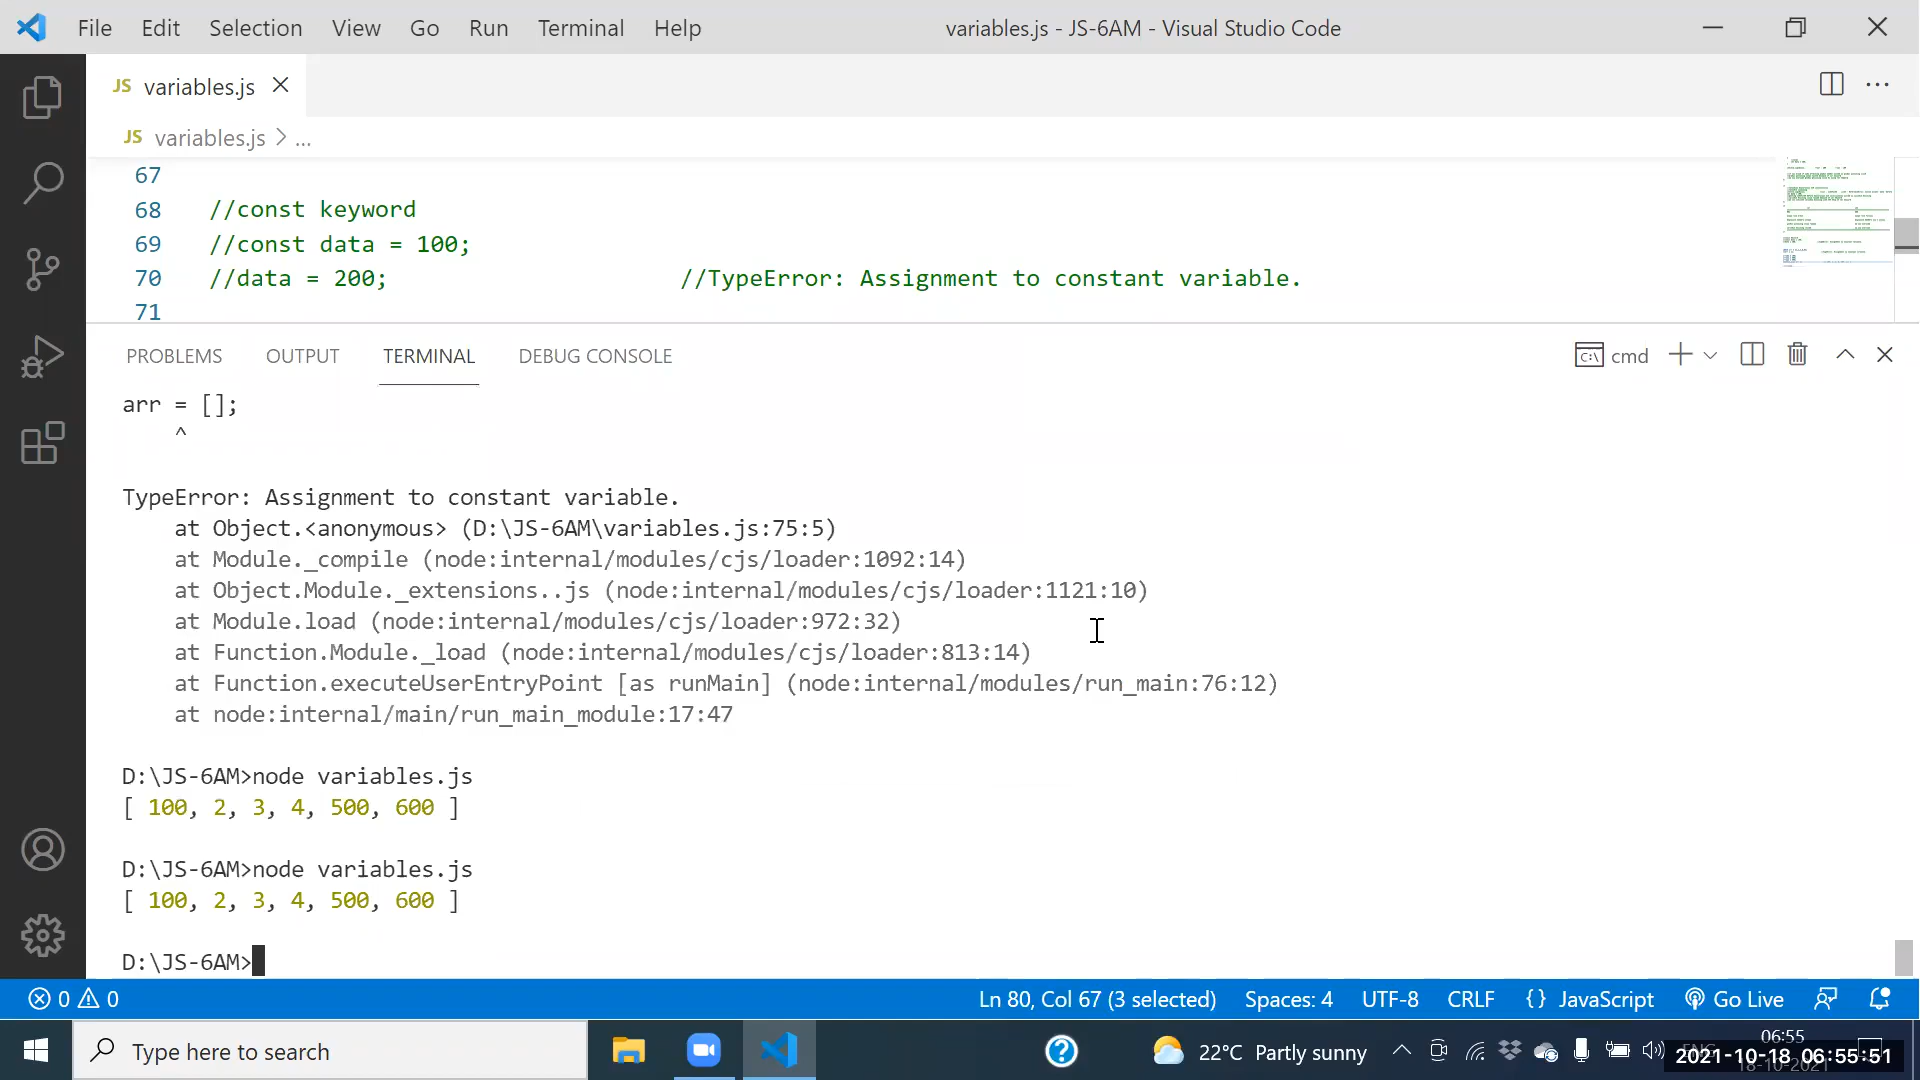 File Edit Selection View Go Run Terminal Help variables.js - JS-6AM - Visual Studio Code
JS variables.js
JS variables.js > ...
67
68 //const keyword
69 //const data = 100;
70 //data = 200; //TypeError: Assignment to constant variable.
71
PROBLEMS OUTPUT TERMINAL DEBUG CONSOLE cmd
arr = [];
^
TypeError: Assignment to constant variable.
at Object.<anonymous> (D:\JS-6AM\variables.js:75:5)
at Module._compile (node:internal/modules/cjs/loader:1092:14)
at Object.Module._extensions..js (node:internal/modules/cjs/loader:1121:10)
at Module.load (node:internal/modules/cjs/loader:972:32)
at Function.Module._load (node:internal/modules/cjs/loader:813:14)
at Function.executeUserEntryPoint [as runMain] (node:internal/modules/run_main:76:12)
at node:internal/main/run_main_module:17:47
D:\JS-6AM>node variables.js
[ 100, 2, 3, 4, 500, 600 ]
D:\JS-6AM>node variables.js
[ 100, 2, 3, 4, 500, 600 ]
D:\JS-6AM>
0 0 Ln 80, Col 67 (3 selected) Spaces: 4 UTF-8 CRLF {} JavaScript Go Live
Type here to search 22°C Partly sunny 06:55
2021-10-18 06:55:51
18-10-2021